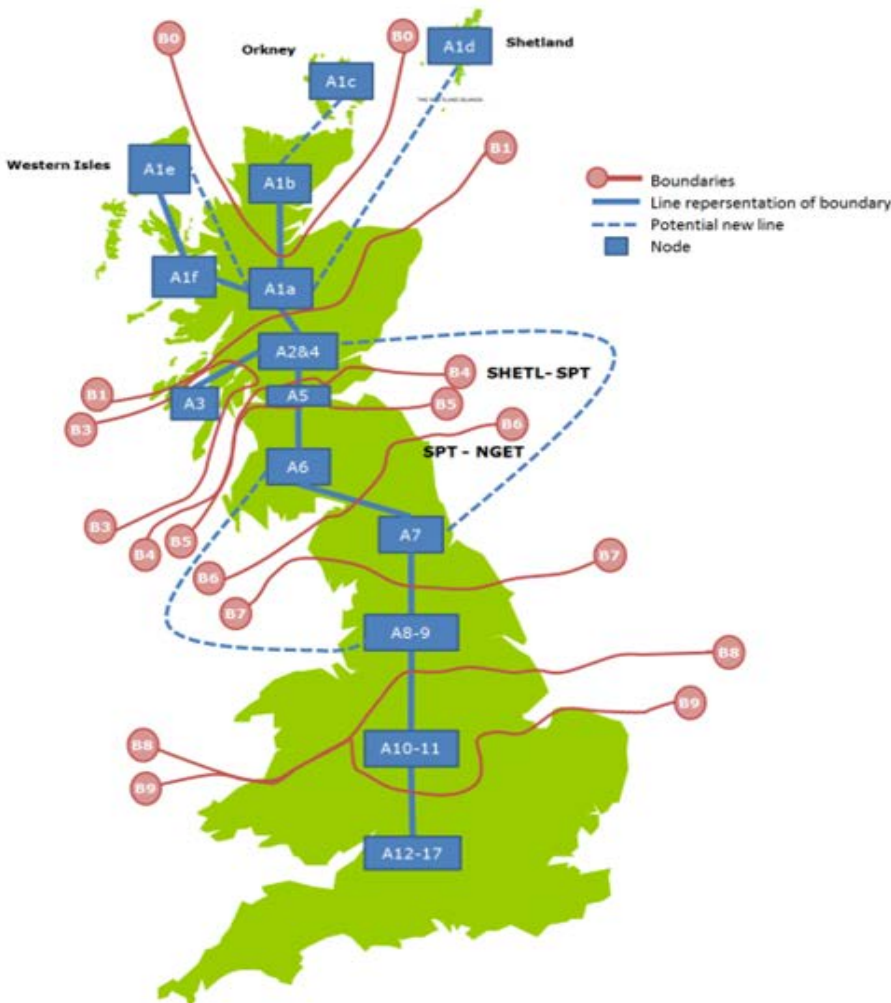 B0
Orkney
B0
A1d
Shetland
A1c
B1
Western Isles
A1e
A1b
Boundaries
Line repersentation of boundary
Potential new line
Node
A1f
A1a
A2&4
B4
SHETL- SPT
B1
A3
A5
B5
B3
B6
SPT - NGET
A6
B3
B4
B5
A7
B6
B7
B7
A8-9
B8
B9
B8
A10-11
B9
A12-17